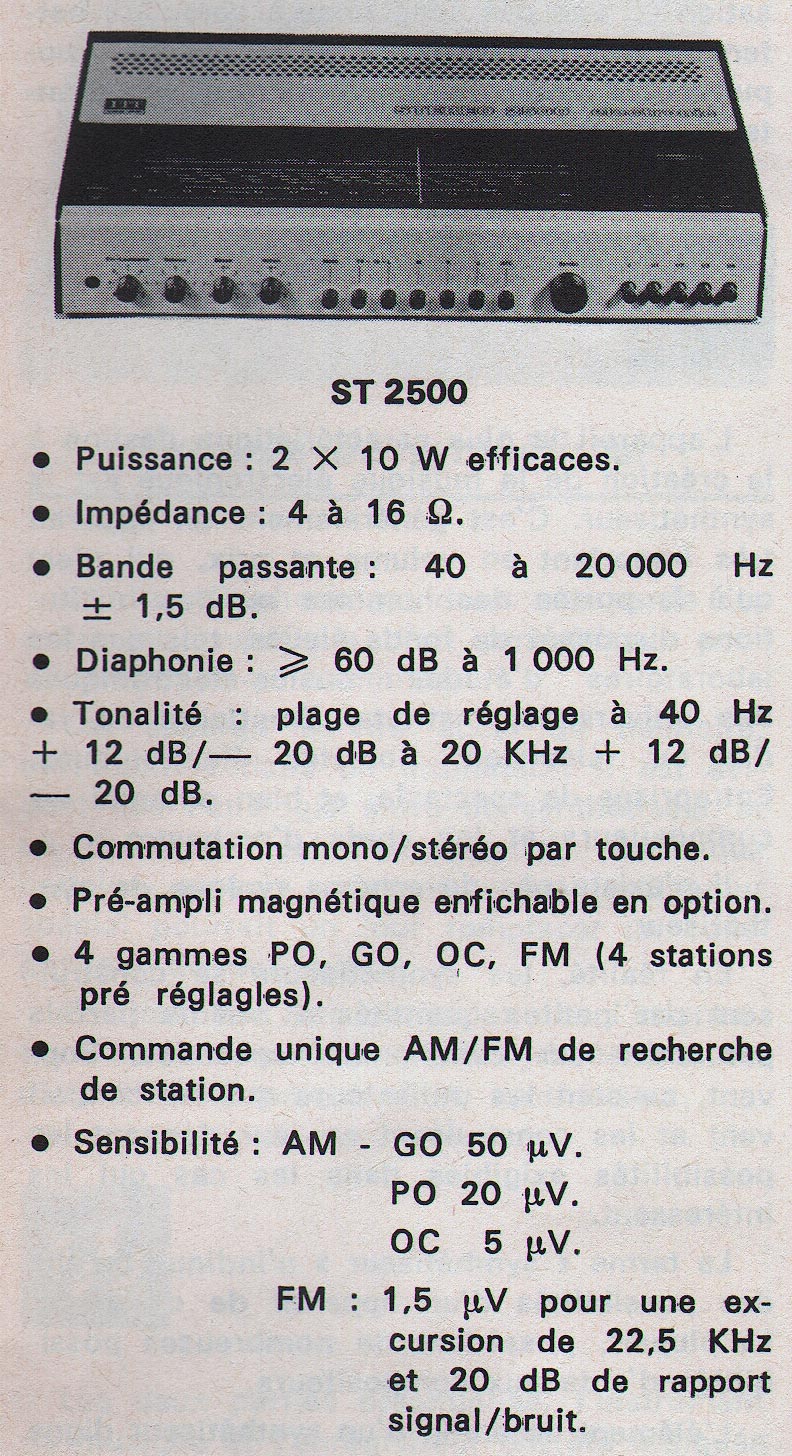 ITT
ST 2500
● Puissance : 2 × 10 W efficaces.
● Impédance : 4 à 16 Ω.
● Bande passante : 40 à 20 000 Hz
± 1,5 dB.
● Diaphonie : ⩾ 60 dB à 1 000 Hz.
● Tonalité : plage de réglage à 40 Hz
+ 12 dB/— 20 dB à 20 KHz + 12 dB/
— 20 dB.
● Commutation mono/stéréo par touche.
● Pré-ampli magnétique enfichable en option.
● 4 gammes PO, GO, OC, FM (4 stations
pré réglagles).
● Commande unique AM/FM de recherche
de station.
● Sensibilité : AM - GO 50 μV.
PO 20 μV.
OC 5 μV.
FM : 1,5 μV pour une ex-
cursion de 22,5 KHz
et 20 dB de rapport
signal/bruit.